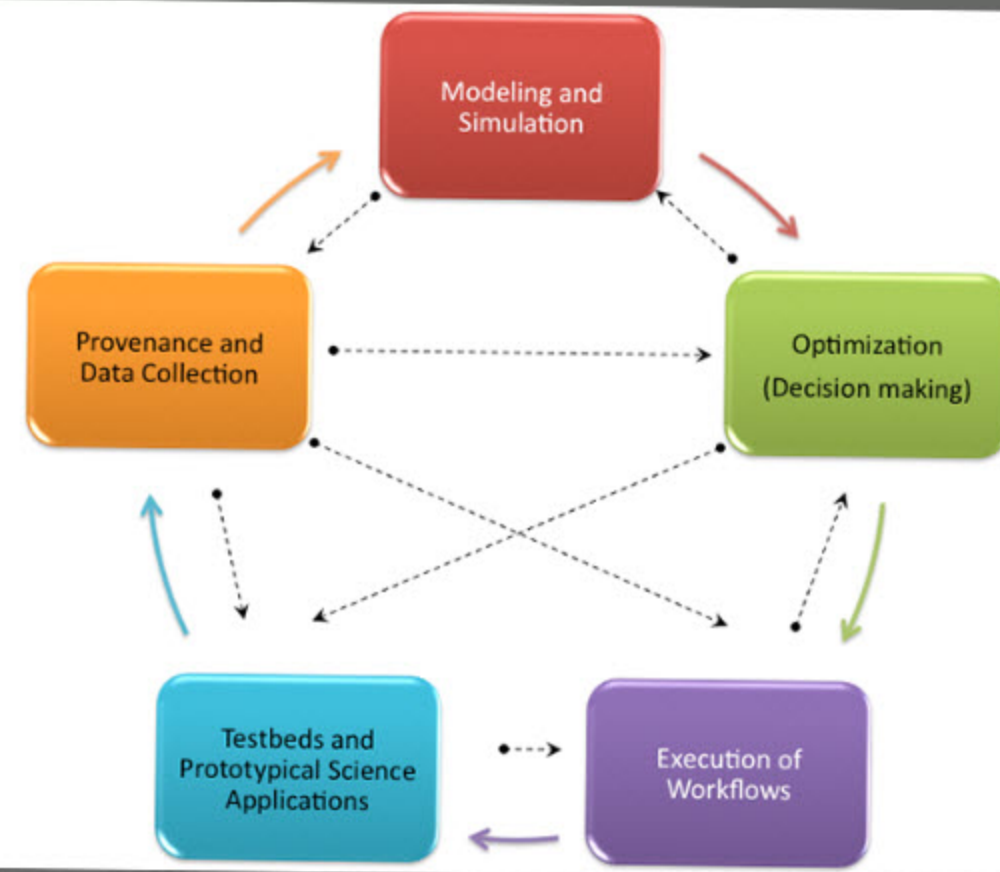 Modeling and
Simulation
Provenance and
Data Collection
Optimization
(Decision making)
Testbeds and
Prototypical Science
Applications
Execution of
Workflows